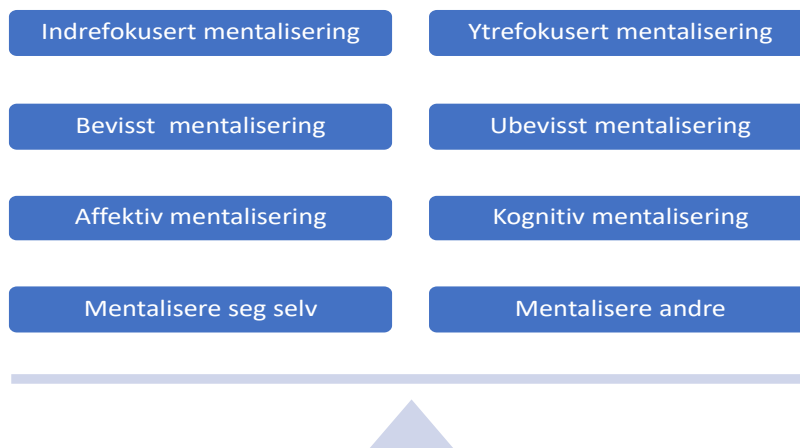 Indrefokusert mentalisering
Ytrefokusert mentalisering
Bevisst mentalisering
Ubevisst mentalisering
Affektiv mentalisering
Kognitiv mentalisering
Mentalisere seg selv
Mentalisere andre